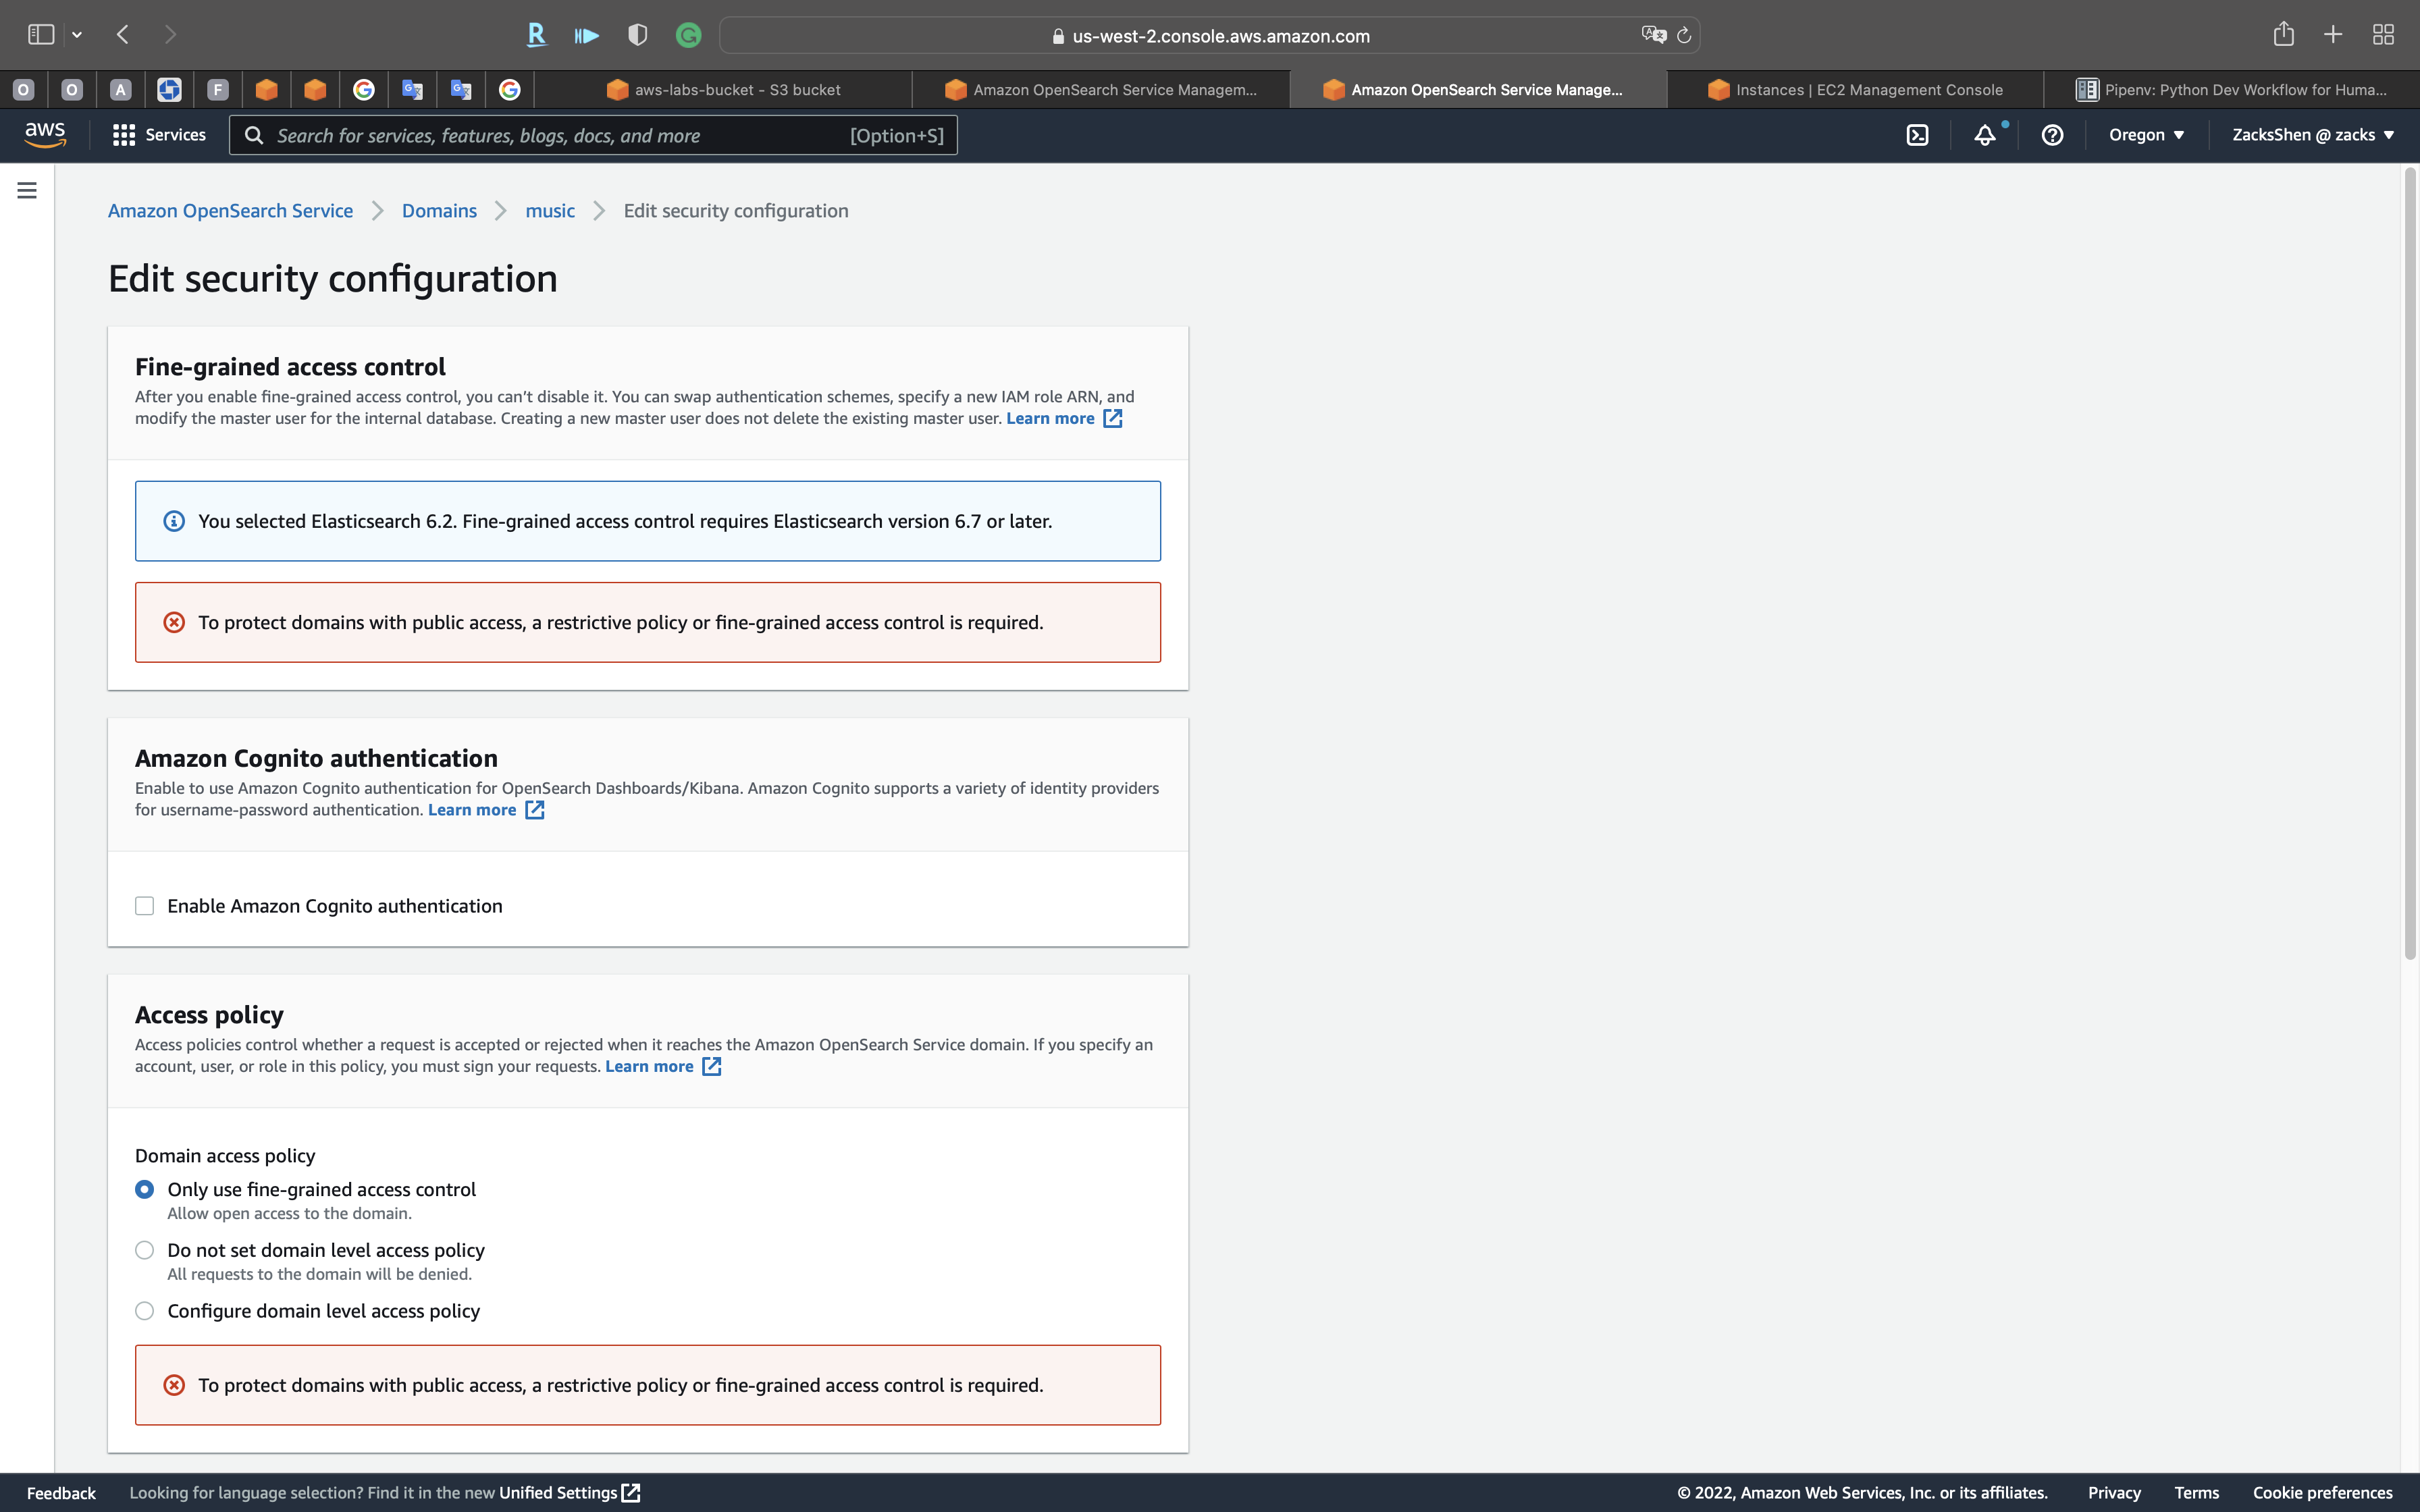 us-west-2.console.aws.amazon.com
O
O
A
F
aws-labs-bucket - S3 bucket
Amazon OpenSearch Service Managem...
Amazon OpenSearch Service Manage...
Instances | EC2 Management Console
Pipenv: Python Dev Workflow for Huma...
aws
Services
Search for services, features, blogs, docs, and more
[Option+S]
Oregon
ZacksShen @ zacks
Amazon OpenSearch Service
Domains
music
Edit security configuration
Edit security configuration
Fine-grained access control
After you enable fine-grained access control, you can’t disable it. You can swap authentication schemes, specify a new IAM role ARN, and
modify the master user for the internal database. Creating a new master user does not delete the existing master user. Learn more
You selected Elasticsearch 6.2. Fine-grained access control requires Elasticsearch version 6.7 or later.
To protect domains with public access, a restrictive policy or fine-grained access control is required.
Amazon Cognito authentication
Enable to use Amazon Cognito authentication for OpenSearch Dashboards/Kibana. Amazon Cognito supports a variety of identity providers
for username-password authentication. Learn more
Enable Amazon Cognito authentication
Access policy
Access policies control whether a request is accepted or rejected when it reaches the Amazon OpenSearch Service domain. If you specify an
account, user, or role in this policy, you must sign your requests. Learn more
Domain access policy
Only use fine-grained access control
Allow open access to the domain.
Do not set domain level access policy
All requests to the domain will be denied.
Configure domain level access policy
To protect domains with public access, a restrictive policy or fine-grained access control is required.
Feedback
Looking for language selection? Find it in the new Unified Settings
© 2022, Amazon Web Services, Inc. or its affiliates.
Privacy
Terms
Cookie preferences